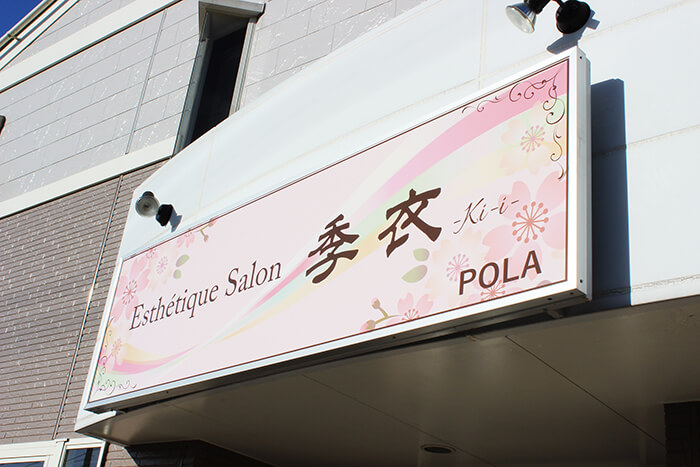 Esthétique Salon 季衣 -Ki-i-
POLA